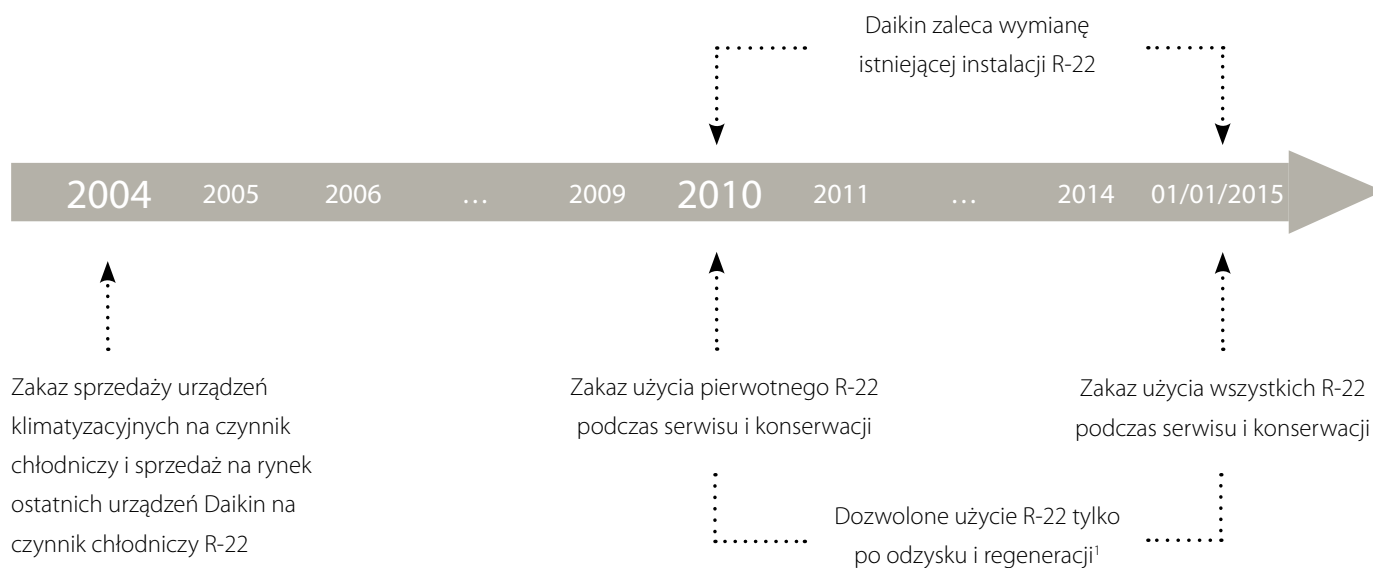 Daikin zaleca wymianę
istniejącej instalacji R-22
2004 2005 2006 … 2009 2010 2011 … 2014 01/01/2015
Zakaz sprzedaży urządzeń
klimatyzacyjnych na czynnik
chłodniczy i sprzedaż na rynek
ostatnich urządzeń Daikin na
czynnik chłodniczy R-22
Zakaz użycia pierwotnego R-22
podczas serwisu i konserwacji
Zakaz użycia wszystkich R-22
podczas serwisu i konserwacji
Dozwolone użycie R-22 tylko
po odzysku i regeneracji¹